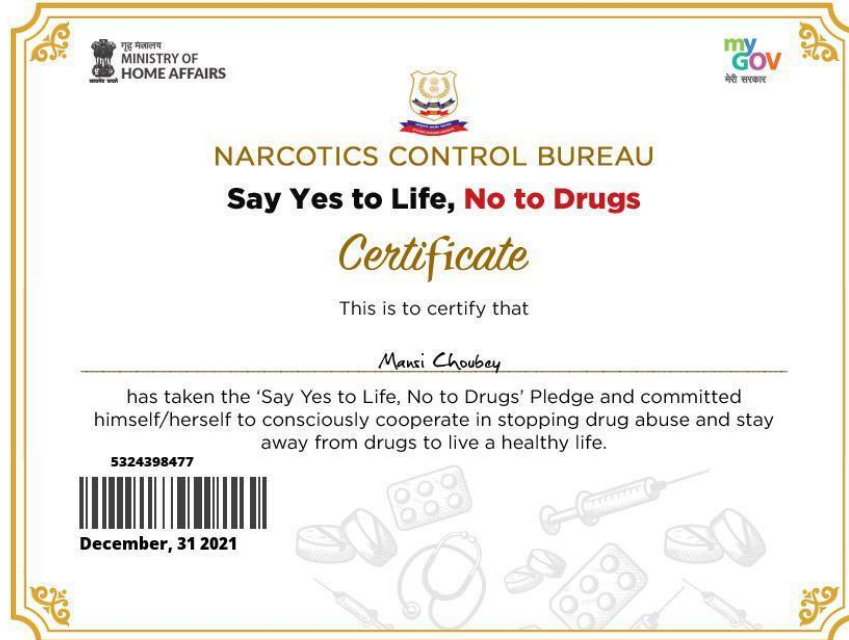 गृह मंत्रालय
MINISTRY OF
HOME AFFAIRS
my
GOV
मेरी सरकार
NARCOTICS CONTROL BUREAU
Say Yes to Life, No to Drugs
Certificate
This is to certify that
Mansi Choubey
has taken the ‘Say Yes to Life, No to Drugs’ Pledge and committed
himself/herself to consciously cooperate in stopping drug abuse and stay
away from drugs to live a healthy life.
5324398477
December, 31 2021